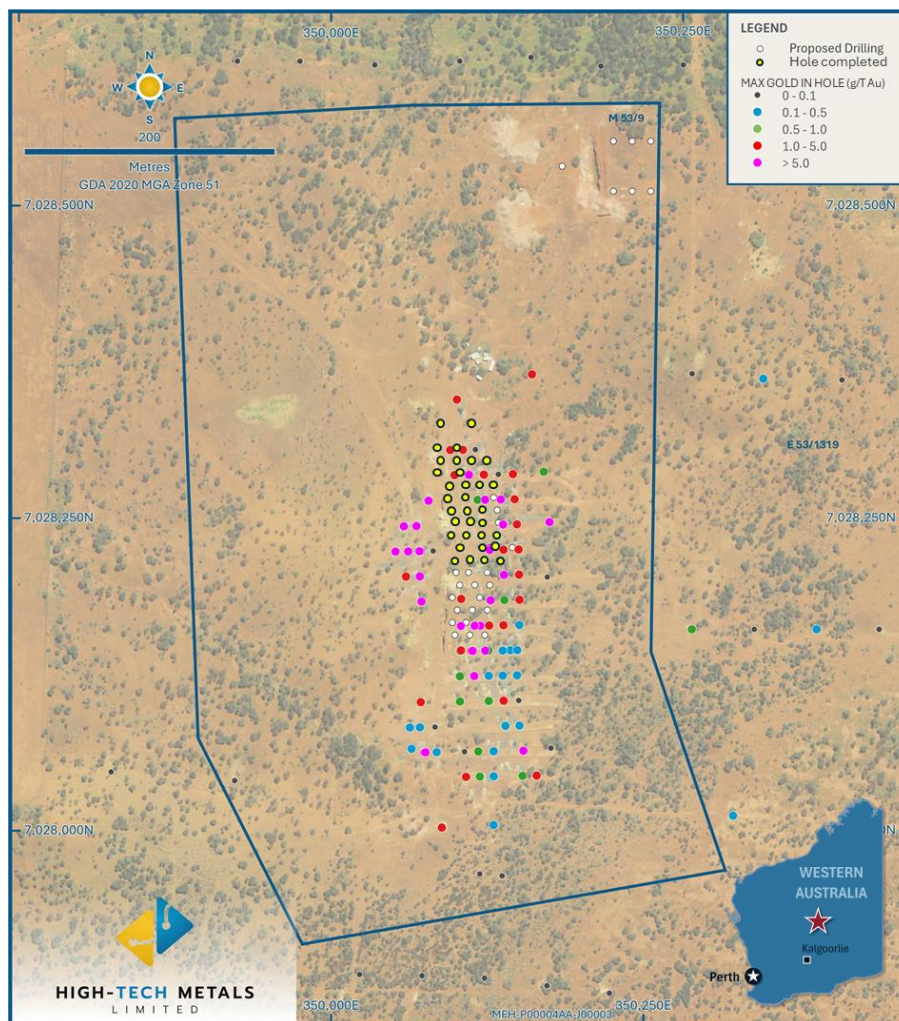 350,000E
350,250E
LEGEND
Proposed Drilling
Hole completed
MAX GOLD IN HOLE (g/T Au)
0 - 0.1
0.1 - 0.5
0.5 - 1.0
1.0 - 5.0
> 5.0
N
W E
S
200
Metres
GDA 2020 MGA Zone 51
M 53/9
7,028,500N
7,028,500N
E 53/1319
7,028,250N
7,028,250N
7,028,000N
WESTERN
AUSTRALIA
Kalgoorlie
Perth
HIGH-TECH METALS
LIMITED
350,000E
350,250E
MEH-P00004AA-J00003